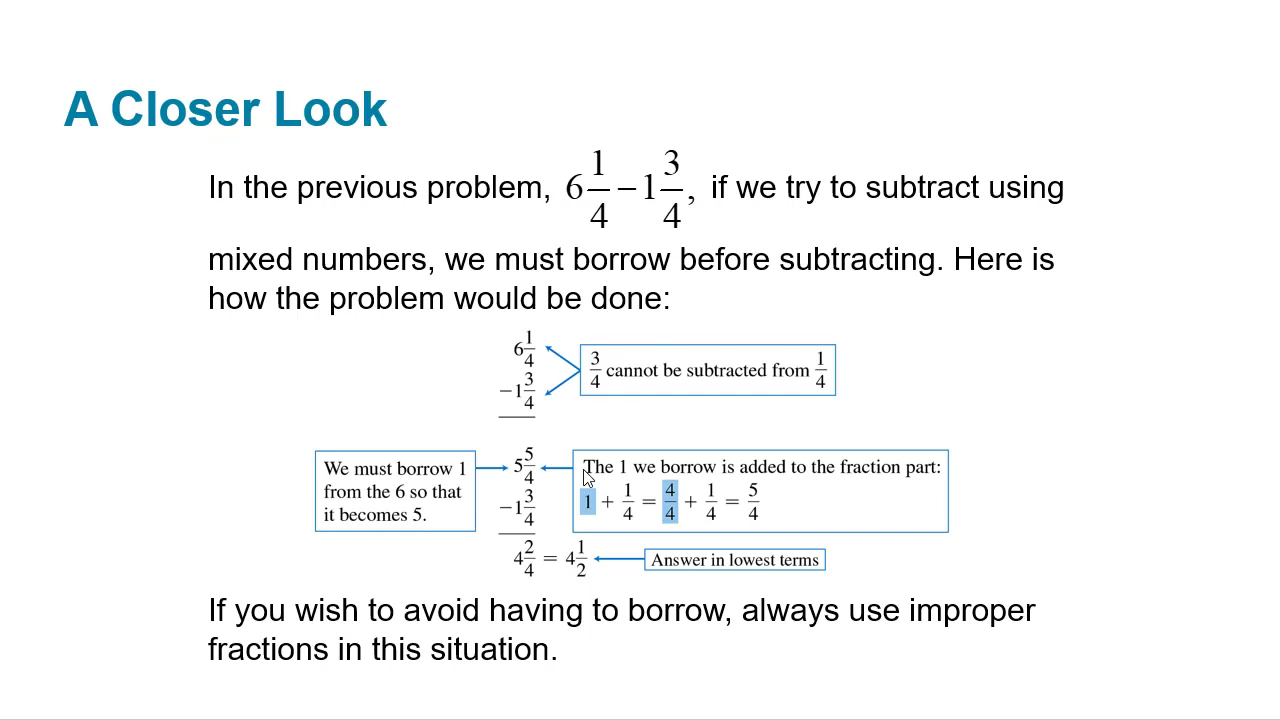 A Closer Look
In the previous problem, 6 1/4 − 1 3/4, if we try to subtract using
mixed numbers, we must borrow before subtracting. Here is
how the problem would be done:
6 1/4
− 1 3/4
3/4 cannot be subtracted from 1/4
We must borrow 1
from the 6 so that
it becomes 5.
5 5/4
− 1 3/4
4 2/4 = 4 1/2
The 1 we borrow is added to the fraction part:
1 + 1/4 = 4/4 + 1/4 = 5/4
Answer in lowest terms
If you wish to avoid having to borrow, always use improper
fractions in this situation.